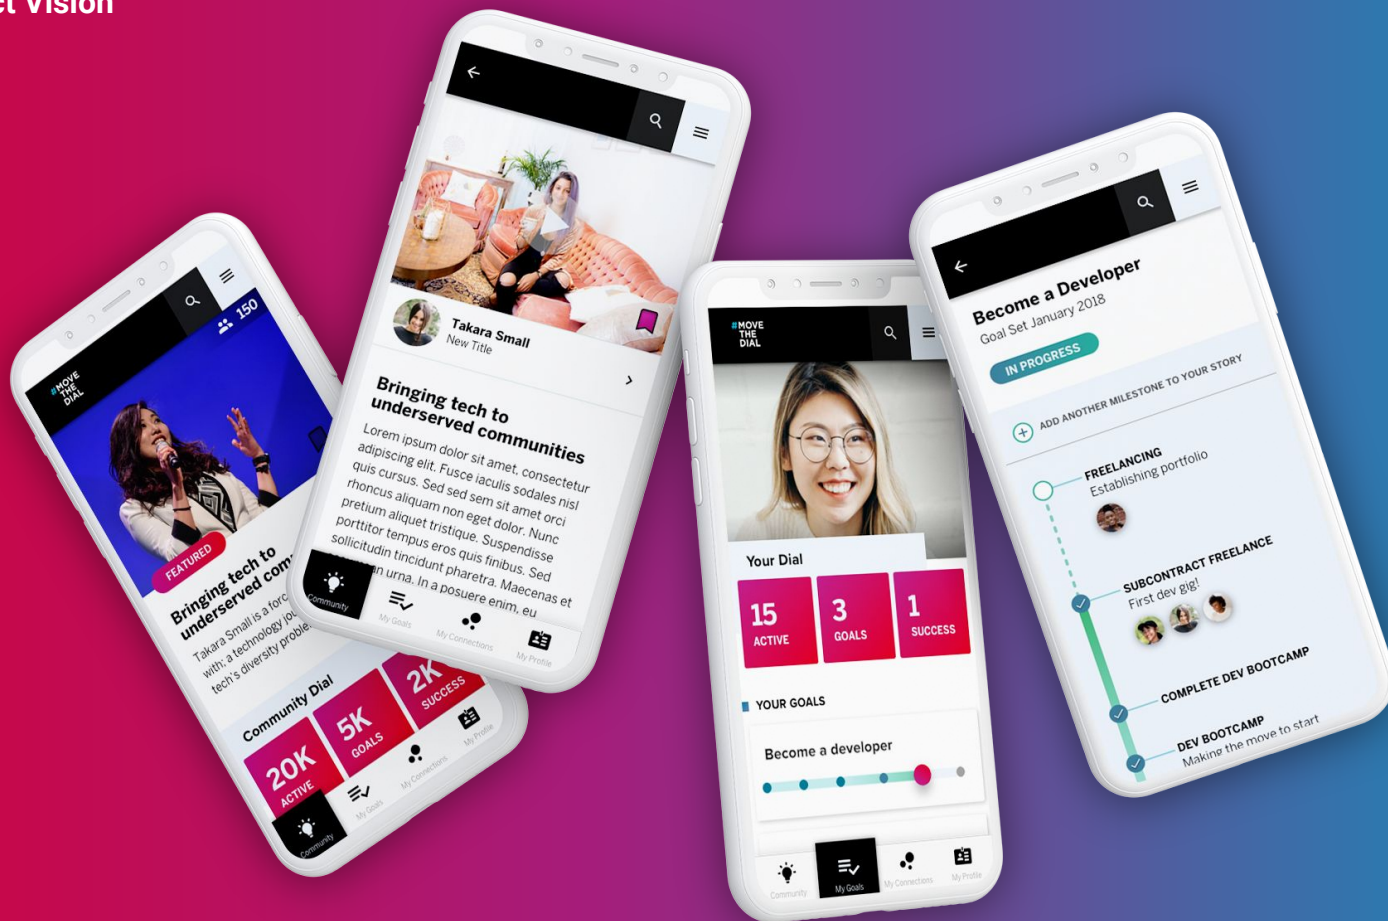 ct Vision
#MOVE
THE
DIAL
150
FEATURED
Bringing tech to
underserved com
Takara Small is a forc
with: a technology jou
tech's diversity proble
Community Dial
20K
ACTIVE
5K
GOALS
2K
SUCCESS
Community
My Goals
My Connections
My Profile
Takara Small
New Title
Bringing tech to
underserved communities
Lorem ipsum dolor sit amet, consectetur
adipiscing elit. Fusce iaculis sodales nisl
quis cursus. Sed sed sem sit amet orci
rhoncus aliquam non eget dolor. Nunc
pretium aliquet tristique. Suspendisse
porttitor tempus eros quis finibus. Sed
sollicitudin tincidunt pharetra. Maecenas et
an urna. In a posuere enim, eu
Community
My Goals
My Connections
My Profile
#MOVE
THE
DIAL
Your Dial
15
ACTIVE
3
GOALS
1
SUCCESS
YOUR GOALS
Become a developer
Community
My Goals
My Connections
My Profile
Become a Developer
Goal Set January 2018
IN PROGRESS
ADD ANOTHER MILESTONE TO YOUR STORY
FREELANCING
Establishing portfolio
SUBCONTRACT FREELANCE
First dev gig!
COMPLETE DEV BOOTCAMP
DEV BOOTCAMP
Making the move to start